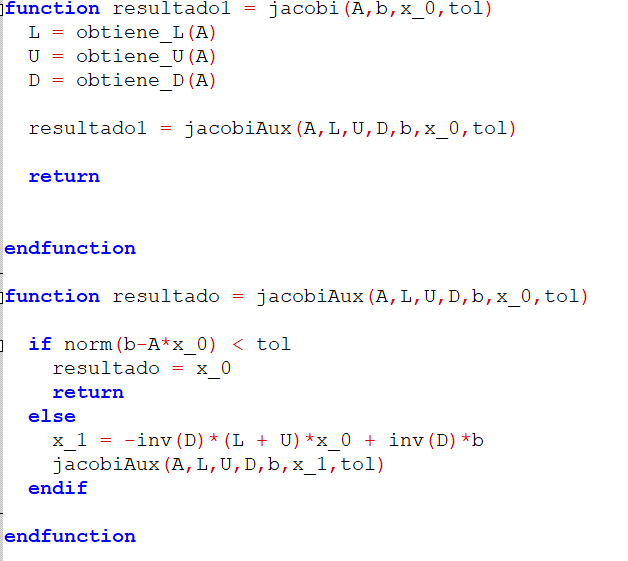 function resultado1 = jacobi(A,b,x_0,tol)
  L = obtiene_L(A)
  U = obtiene_U(A)
  D = obtiene_D(A)

  resultado1 = jacobiAux(A,L,U,D,b,x_0,tol)

  return


endfunction

function resultado = jacobiAux(A,L,U,D,b,x_0,tol)

  if norm(b-A*x_0) < tol
    resultado = x_0
    return
  else
    x_1 = -inv(D)*(L + U)*x_0 + inv(D)*b
    jacobiAux(A,L,U,D,b,x_1,tol)
  endif

endfunction